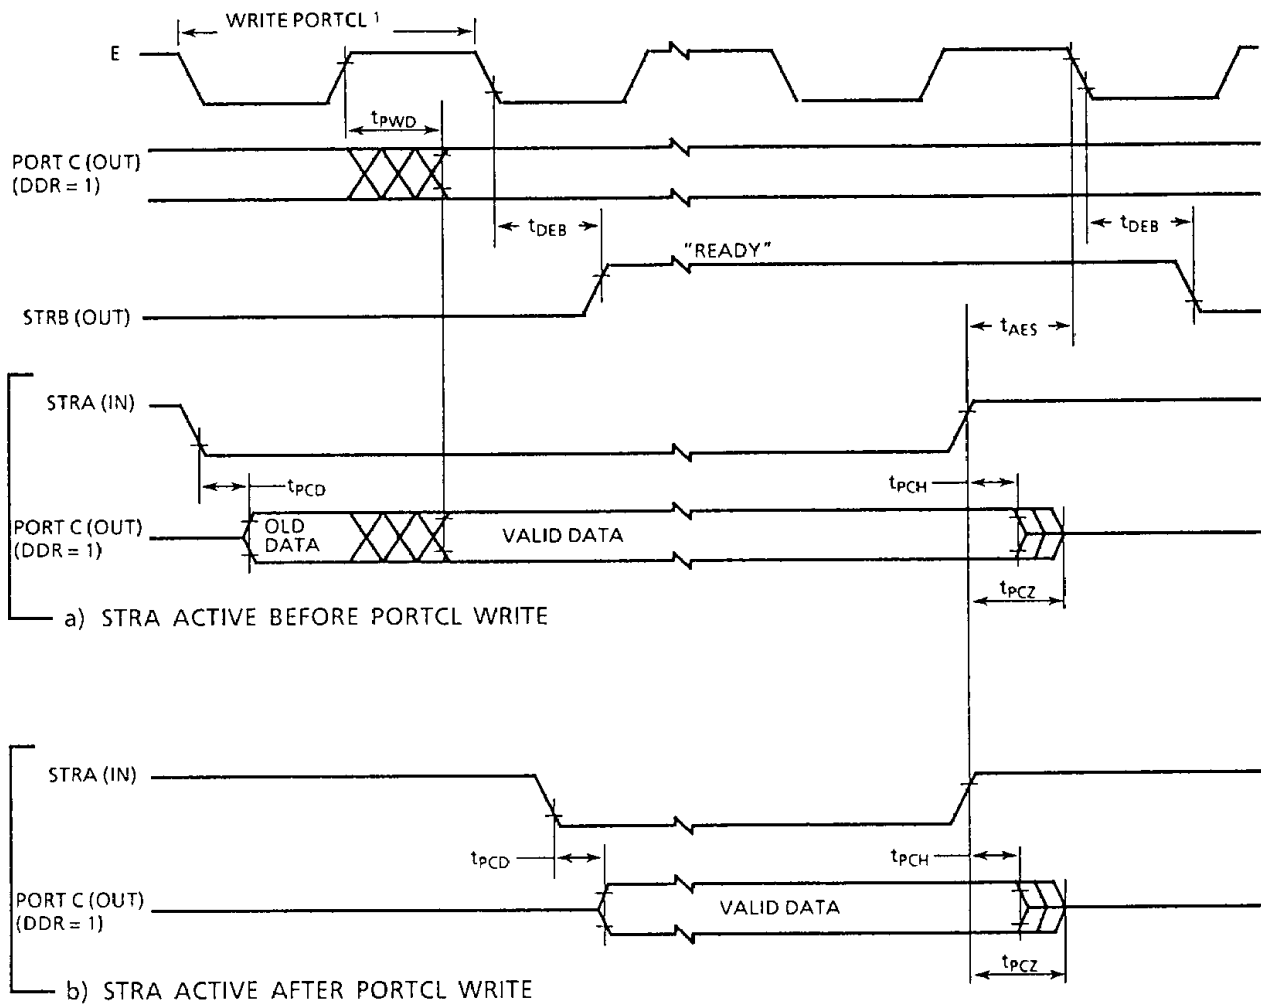 WRITE PORTCL 1
E
tPWD
PORT C (OUT)
(DDR = 1)
tDEB
tDEB
"READY"
STRB (OUT)
tAES
STRA (IN)
tPCD
tPCH
PORT C (OUT)
(DDR = 1)
OLD
DATA
VALID DATA
tPCZ
a) STRA ACTIVE BEFORE PORTCL WRITE
STRA (IN)
tPCD
tPCH
PORT C (OUT)
(DDR = 1)
VALID DATA
tPCZ
b) STRA ACTIVE AFTER PORTCL WRITE